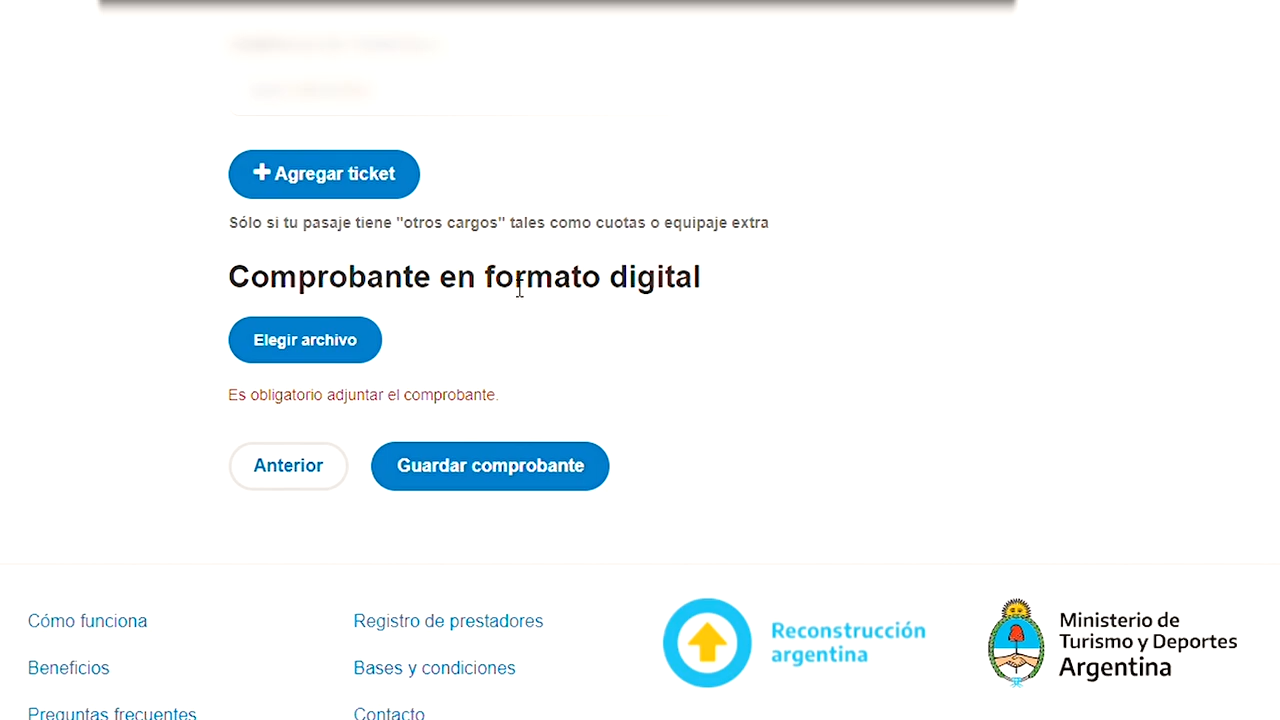 + Agregar ticket
Sólo si tu pasaje tiene "otros cargos" tales como cuotas o equipaje extra
Comprobante en formato digital
Elegir archivo
Es obligatorio adjuntar el comprobante.
Anterior
Guardar comprobante
Cómo funciona
Beneficios
Preguntas frecuentes
Registro de prestadores
Bases y condiciones
Contacto
Reconstrucción
argentina
Ministerio de
Turismo y Deportes
Argentina